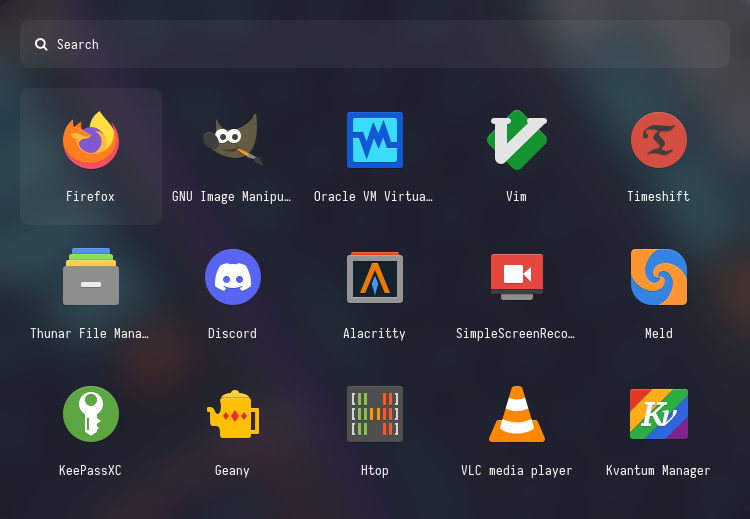 Search
Firefox
GNU Image Manipu…
Oracle VM Virtua…
Vim
Timeshift
Thunar File Mana…
Discord
Alacritty
SimpleScreenReco…
Meld
Kv
KeePassXC
Geany
Htop
VLC media player
Kvantum Manager